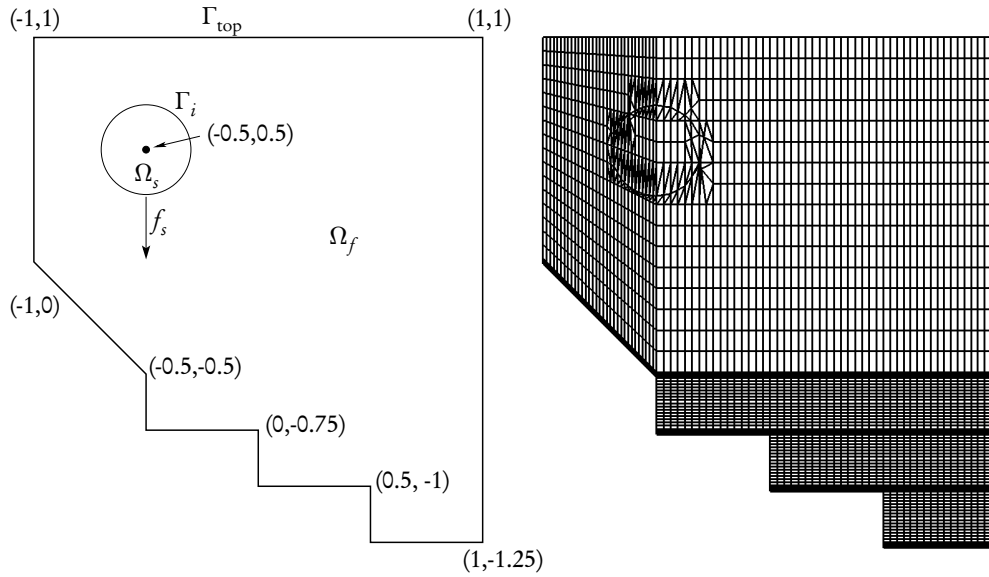 (-1,1)
Γtop
(1,1)
Γi
(-0.5,0.5)
Ωs
fs
Ωf
(-1,0)
(-0.5,-0.5)
(0,-0.75)
(0.5, -1)
(1,-1.25)